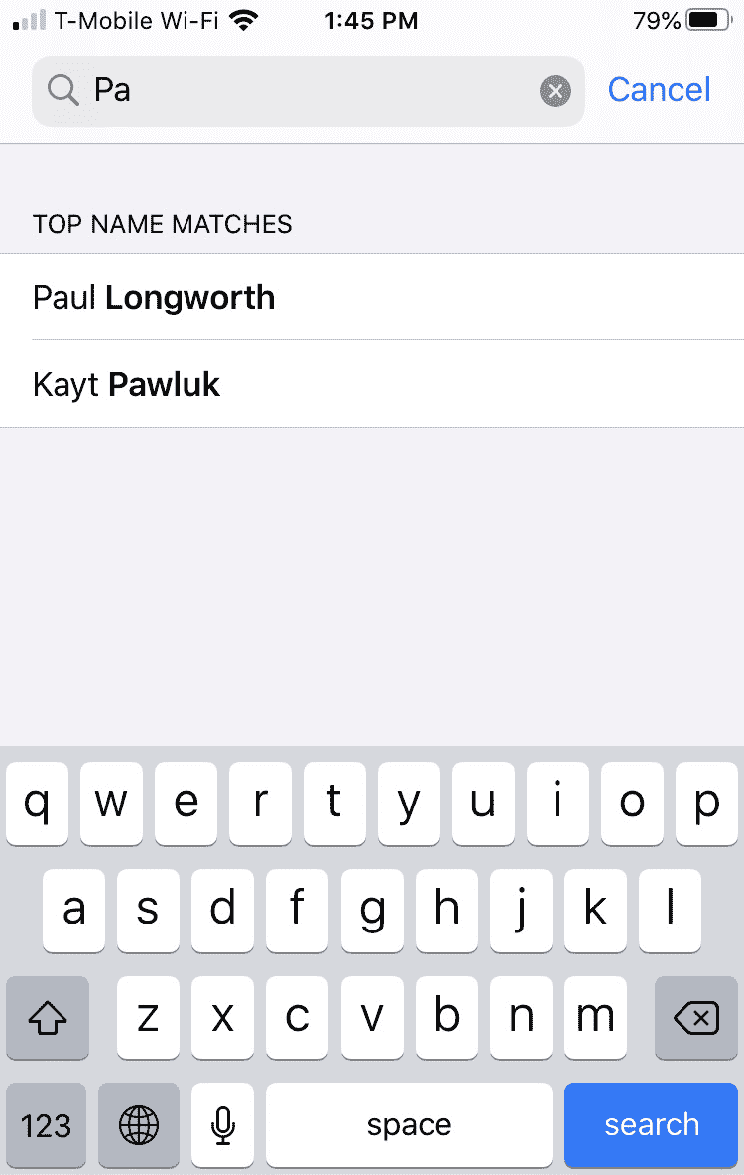 T-Mobile Wi-Fi 1:45 PM 79%
Pa Cancel
TOP NAME MATCHES
Paul Longworth
Kayt Pawluk
q w e r t y u i o p
a s d f g h j k l
z x c v b n m
123 space search